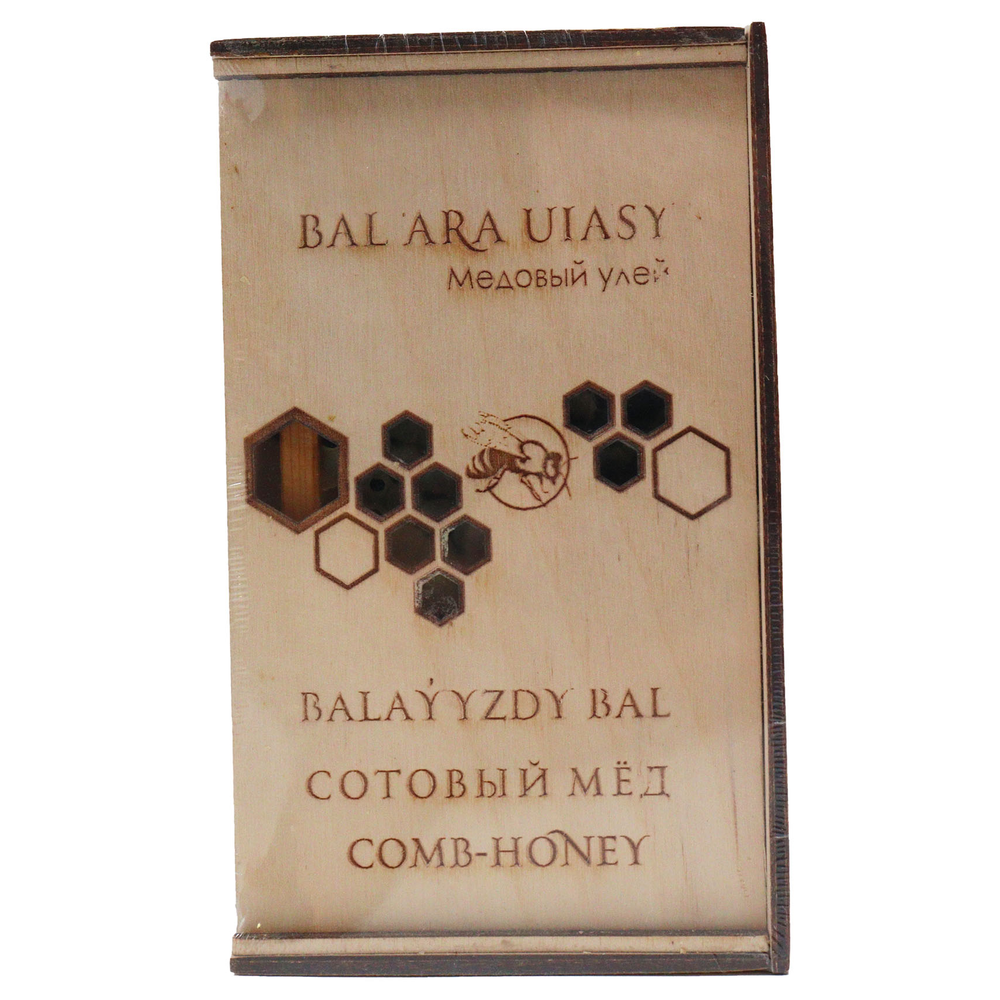 BAL ARA UIASY
Медовый улей
BALAÝYZDY BAL
СОТОВЫЙ МЁД
COMB-HONEY